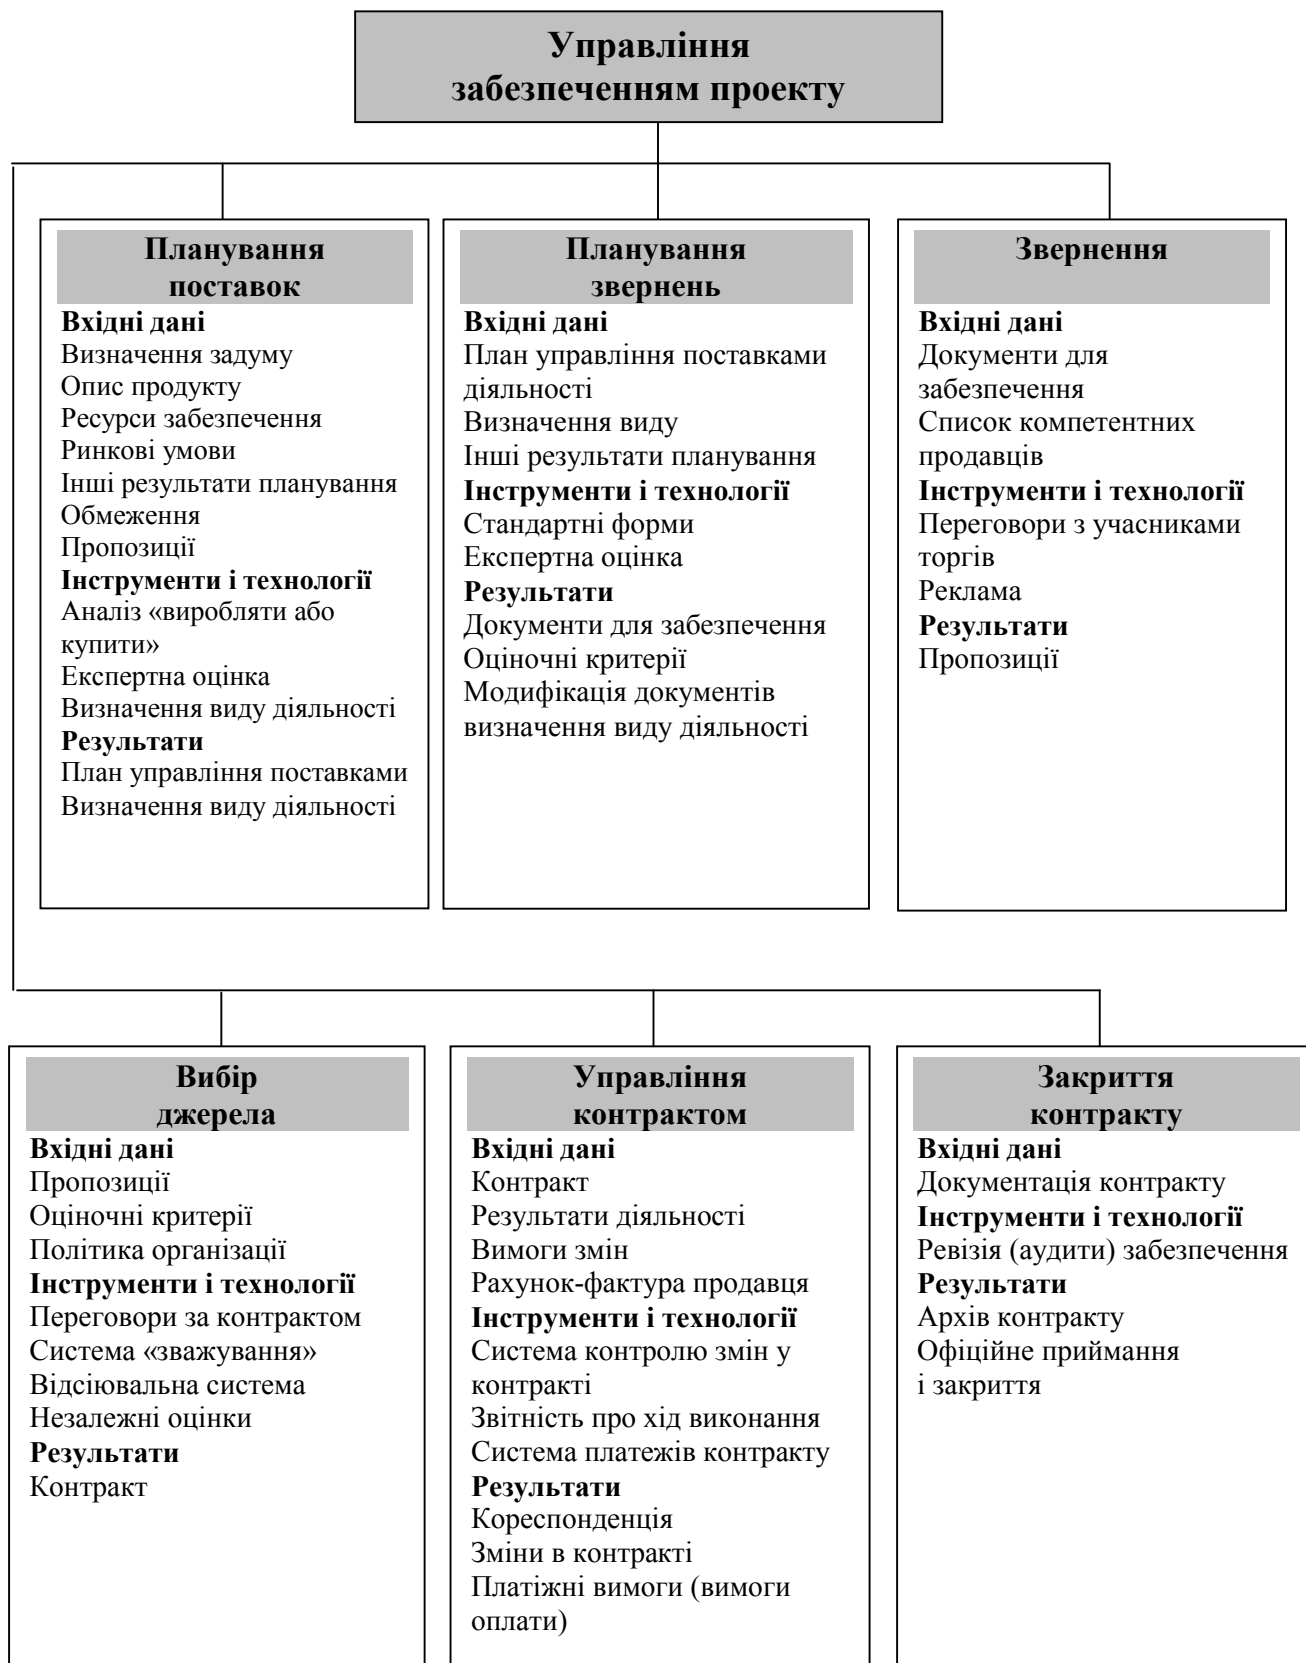 Управління
забезпеченням проекту
Планування
поставок
Вхідні дані
Визначення задуму
Опис продукту
Ресурси забезпечення
Ринкові умови
Інші результати планування
Обмеження
Пропозиції
Інструменти і технології
Аналіз «виробляти або
купити»
Експертна оцінка
Визначення виду діяльності
Результати
План управління поставками
Визначення виду діяльності
Планування
звернень
Вхідні дані
План управління поставками
діяльності
Визначення виду
Інші результати планування
Інструменти і технології
Стандартні форми
Експертна оцінка
Результати
Документи для забезпечення
Оціночні критерії
Модифікація документів
визначення виду діяльності
Звернення
Вхідні дані
Документи для
забезпечення
Список компетентних
продавців
Інструменти і технології
Переговори з учасниками
торгів
Реклама
Результати
Пропозиції
Вибір
джерела
Вхідні дані
Пропозиції
Оціночні критерії
Політика організації
Інструменти і технології
Переговори за контрактом
Система «зважування»
Відсіювальна система
Незалежні оцінки
Результати
Контракт
Управління
контрактом
Вхідні дані
Контракт
Результати діяльності
Вимоги змін
Рахунок-фактура продавця
Інструменти і технології
Система контролю змін у
контракті
Звітність про хід виконання
Система платежів контракту
Результати
Кореспонденція
Зміни в контракті
Платіжні вимоги (вимоги
оплати)
Закриття
контракту
Вхідні дані
Документація контракту
Інструменти і технології
Ревізія (аудити) забезпечення
Результати
Архів контракту
Офіційне приймання
і закриття